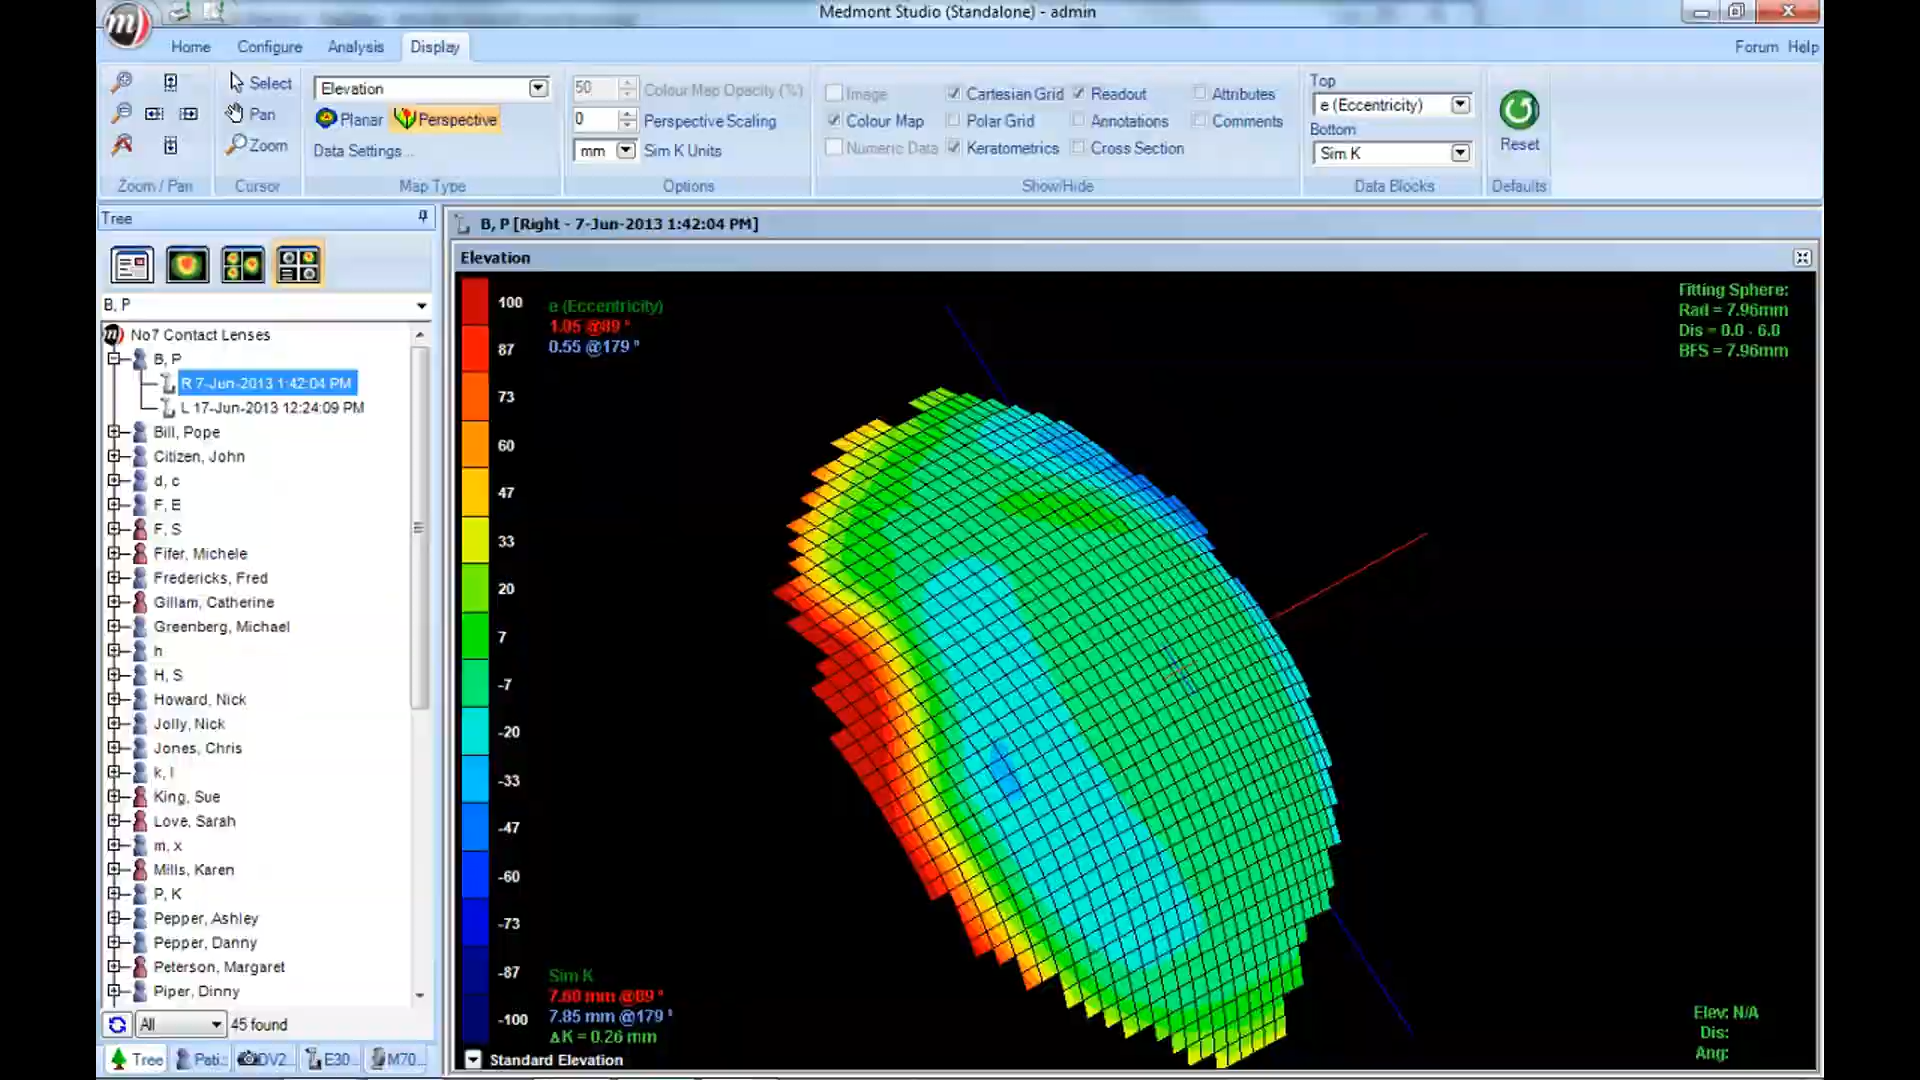 Medmont Studio (Standalone) - admin
Home
Configure
Analysis
Display
Forum
Help
Select
Pan
Zoom
Zoom / Pan
Cursor
Elevation
Planar
Perspective
Data Settings...
Map Type
50
Colour Map Opacity (%)
0
Perspective Scaling
mm
Sim K Units
Options
Image
Cartesian Grid
Readout
Attributes
Colour Map
Polar Grid
Annotations
Comments
Numeric Data
Keratometrics
Cross Section
Show/Hide
Top
e (Eccentricity)
Bottom
Sim K
Data Blocks
Reset
Defaults
Tree
B, P
No7 Contact Lenses
B, P
R 7-Jun-2013 1:42:04 PM
L 17-Jun-2013 12:24:09 PM
Bill, Pope
Citizen, John
d, c
F, E
F, S
Fifer, Michele
Fredericks, Fred
Gillam, Catherine
Greenberg, Michael
h
H, S
Howard, Nick
Jolly, Nick
Jones, Chris
k, l
King, Sue
Love, Sarah
m, x
Mills, Karen
P, K
Pepper, Ashley
Pepper, Danny
Peterson, Margaret
Piper, Dinny
All
45 found
Tree
Pati...
DV2...
E30...
M70...
B, P [Right - 7-Jun-2013 1:42:04 PM]
Elevation
100
87
73
60
47
33
20
7
-7
-20
-33
-47
-60
-73
-87
-100
e (Eccentricity)
1.05 @89 °
0.55 @179 °
Fitting Sphere:
Rad = 7.96mm
Dis = 0.0 - 6.0
BFS = 7.96mm
Sim K
7.60 mm @89 °
7.85 mm @179 °
ΔK = 0.26 mm
Standard Elevation
Elev: N/A
Dis:
Ang: